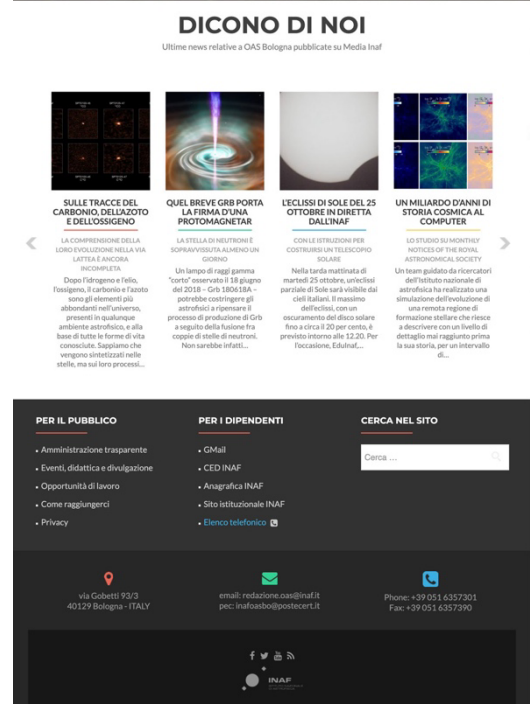 DICONO DI NOI
Ultime news relative a OAS Bologna pubblicate su Media Inaf
SULLE TRACCE DEL
CARBONIO, DELL'AZOTO
E DELL'OSSIGENO
LA COMPRENSIONE DELLA
LORO EVOLUZIONE NELLA VIA
LATTEA È ANCORA
INCOMPLETA
Dopo l'idrogeno e l'elio,
l'ossigeno, il carbonio e l'azoto
sono gli elementi più
abbondanti nell'universo,
presenti in qualunque
ambiente astrofisico, e alla
base di tutte le forme di vita
conosciute. Sappiamo che
vengono sintetizzati nelle
stelle, ma sui loro processi...
QUEL BREVE GRB PORTA
LA FIRMA D'UNA
PROTOMAGNETAR
LA STELLA DI NEUTRONI È
SOPRAVVISSUTA ALMENO UN
GIORNO
Un lampo di raggi gamma
"corto" osservato il 18 giugno
del 2018 – Grb 180618A –
potrebbe costringere gli
astrofisici a ripensare il
processo di produzione di Grb
a seguito della fusione fra
coppie di stelle di neutroni.
Non sarebbe infatti...
L'ECLISSI DI SOLE DEL 25
OTTOBRE IN DIRETTA
DALL'INAF
CON LE ISTRUZIONI PER
COSTRUIRSI UN TELESCOPIO
SOLARE
Nella tarda mattinata di
martedì 25 ottobre, un'eclissi
parziale di Sole sarà visibile dai
cieli italiani. Il massimo
dell'eclissi, con un
oscuramento del disco solare
fino a circa il 20 per cento, è
previsto intorno alle 12.20. Per
l'occasione, EduInaf,...
UN MILIARDO D'ANNI DI
STORIA COSMICA AL
COMPUTER
LO STUDIO SU MONTHLY
NOTICES OF THE ROYAL
ASTRONOMICAL SOCIETY
Un team guidato da ricercatori
dell'Istituto nazionale di
astrofisica ha realizzato una
simulazione dell'evoluzione di
una remota regione di
formazione stellare che riesce
a descrivere con un livello di
dettaglio mai raggiunto prima
la sua storia, per un intervallo
di...
PER IL PUBBLICO
Amministrazione trasparente
Eventi, didattica e divulgazione
Opportunità di lavoro
Come raggiungerci
Privacy
PER I DIPENDENTI
GMail
CED INAF
Anagrafica INAF
Sito istituzionale INAF
Elenco telefonico
CERCA NEL SITO
Cerca ...
via Gobetti 93/3
40129 Bologna - ITALY
email: redazione.oas@inaf.it
pec: inafoasbo@postecert.it
Phone: +39 051 6357301
Fax: +39 051 6357390
INAF